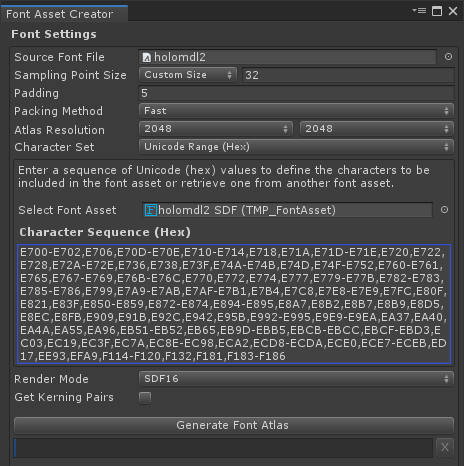 Font Asset Creator
Font Settings
Source Font File holomdl2
Sampling Point Size Custom Size 32
Padding 5
Packing Method Fast
Atlas Resolution 2048 2048
Character Set Unicode Range (Hex)
Enter a sequence of Unicode (hex) values to define the characters to be
included in the font asset or retrieve one from another font asset.
Select Font Asset holomdl2 SDF (TMP_FontAsset)
Character Sequence (Hex)
E700-E702,E706,E70D-E70E,E710-E714,E718,E71A,E71D-E71E,E720,E722,
E728,E72A-E72E,E736,E738,E73F,E74A-E74B,E74D,E74F-E752,E760-E761,
E765,E767-E769,E76B-E76C,E770,E772,E774,E777,E779-E77B,E782-E783,
E785-E786,E799,E7A9-E7AB,E7AF-E7B1,E7B4,E7C8,E7E8-E7E9,E7FC,E80F,
E821,E83F,E850-E859,E872-E874,E894-E895,E8A7,E8B2,E8B7,E8B9,E8D5,
E8EC,E8FB,E909,E91B,E92C,E942,E95B,E992-E995,E9E9-E9EA,EA37,EA40,
EA4A,EA55,EA96,EB51-EB52,EB65,EB9D-EBB5,EBCB-EBCC,EBCF-EBD3,E
C03,EC19,EC3F,EC7A,EC8E-EC98,ECA2,ECD8-ECDA,ECE0,ECE7-ECEB,ED
17,EE93,EFA9,F114-F120,F132,F181,F183-F186
Render Mode SDF16
Get Kerning Pairs
Generate Font Atlas
X